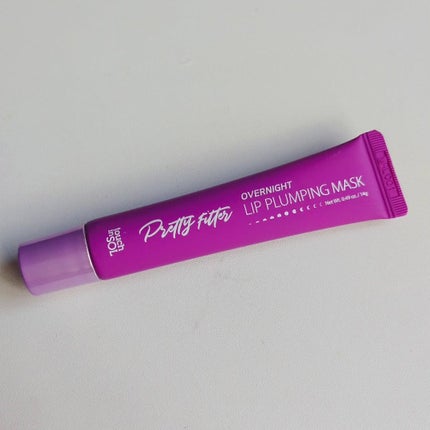 touch in SOL
Pretty Filter
OVERNIGHT
LIP PLUMPING MASK
Net Wt. 0.49 oz. / 14g